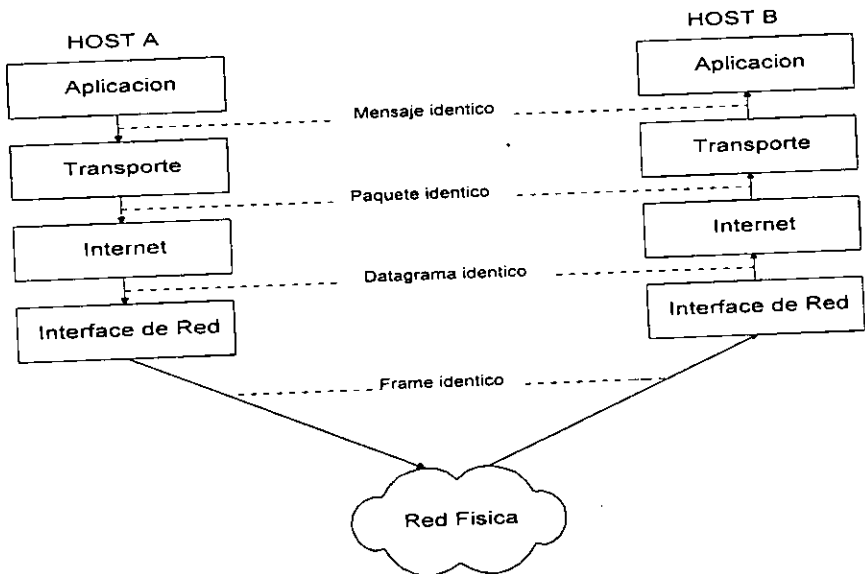 HOST A
HOST B
Aplicacion
Aplicacion
Mensaje identico
Transporte
Transporte
Paquete identico
Internet
Internet
Datagrama identico
Interface de Red
Interface de Red
Frame identico
Red Fisica